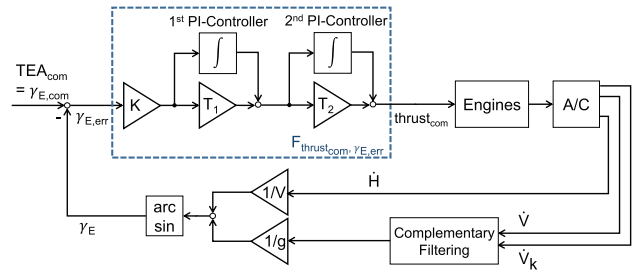 1st PI-Controller 2nd PI-Controller
TEAcom
= γE,com
∫
∫
K
T1
T2
-
γE,err
thrustcom
Engines
A/C
Fthrustcom, γE,err
Ḣ
1/V
arc
sin
γE
1/g
Complementary
Filtering
V̇
V̇k